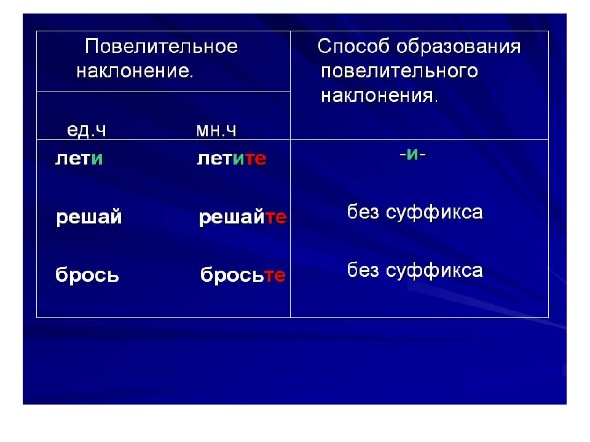 Повелительное
наклонение.
Способ образования
повелительного
наклонения.
ед.ч мн.ч
лети летите -и-
решай решайте без суффикса
брось бросьте без суффикса